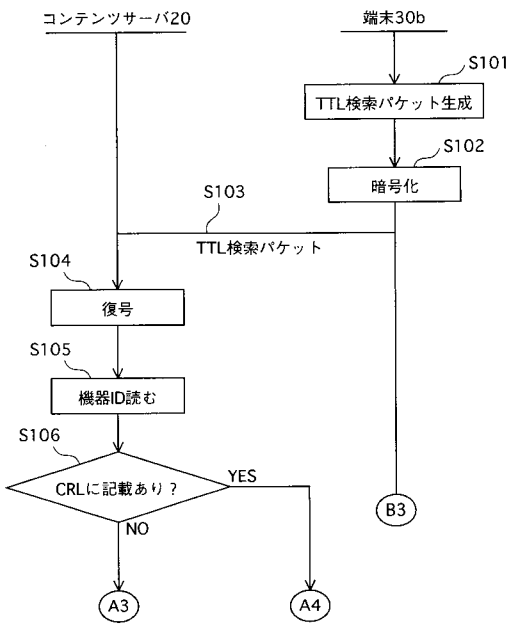 コンテンツサーバ20
端末30b
S101
TTL検索パケット生成
S102
暗号化
S103
TTL検索パケット
S104
復号
S105
機器ID読む
S106
CRLに記載あり?
YES
NO
B3
A3
A4